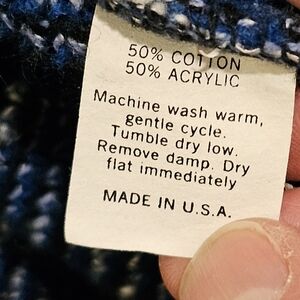 50% COTTON
50% ACRYLIC
Machine wash warm,
gentle cycle.
Tumble dry low.
Remove damp. Dry
flat immediately
MADE IN U.S.A.